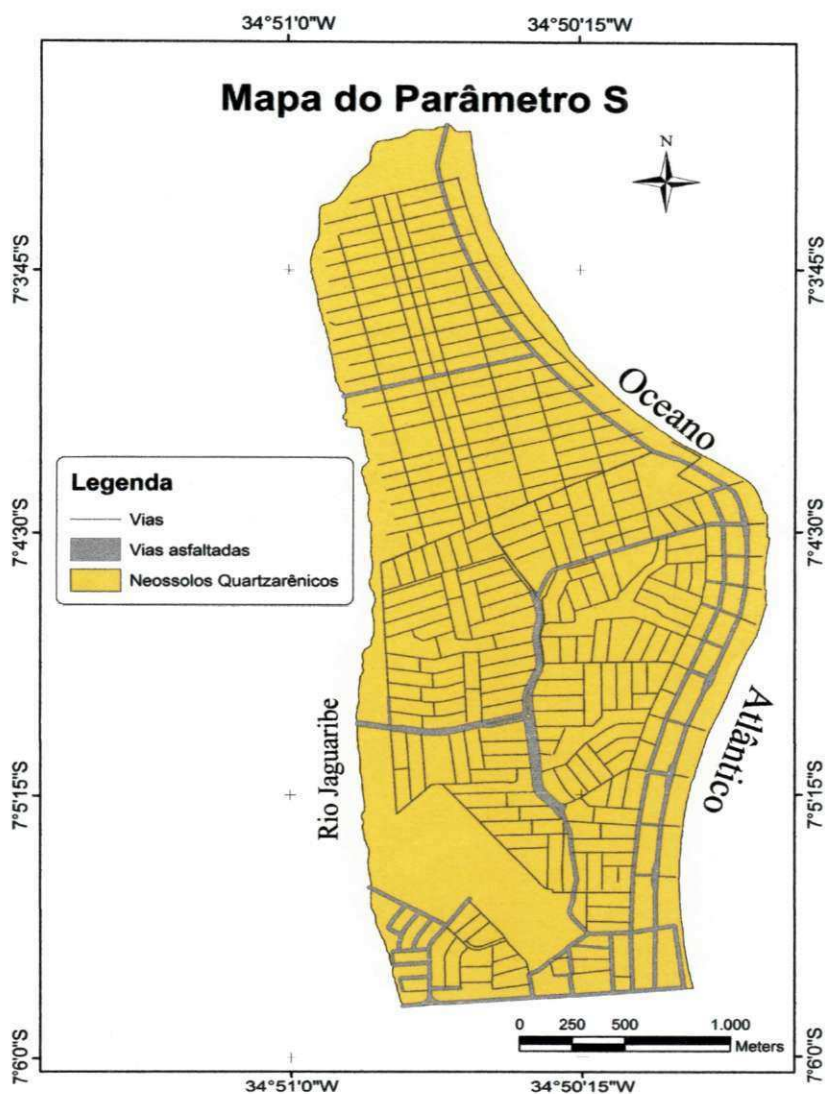 34°51'0"W
34°50'15"W
Mapa do Parâmetro S
N
7°3'45"S
7°3'45"S
Oceano
Legenda
Vias
Vias asfaltadas
Neossolos Quartzarênicos
7°4'30"S
7°4'30"S
Rio Jaguaribe
Atlântico
7°5'15"S
7°5'15"S
0 250 500 1.000
Meters
7°6'0"S
7°6'0"S
34°51'0"W
34°50'15"W